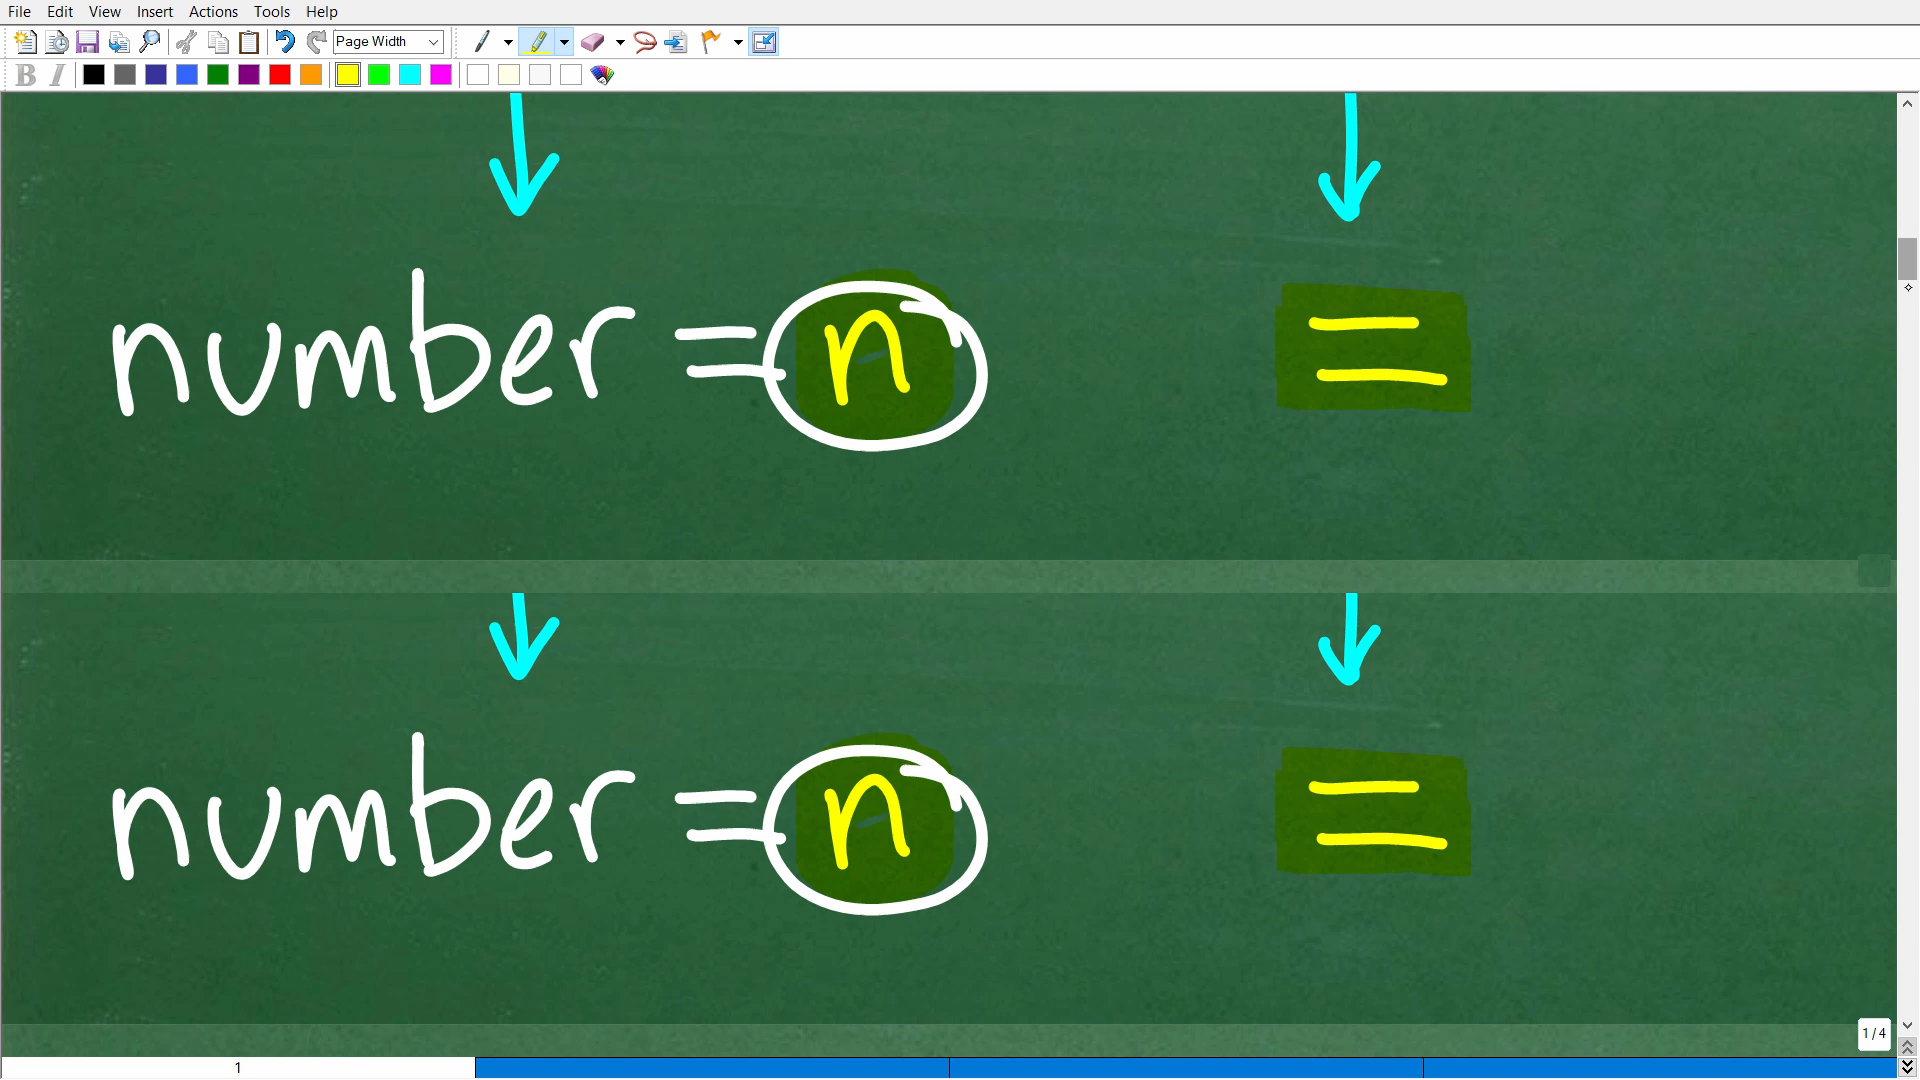 File Edit View Insert Actions Tools Help
Page Width
B I
number = n =
number = n =
1/4
1